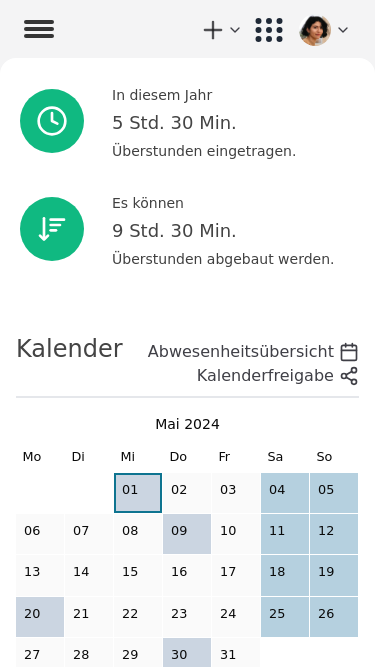 In diesem Jahr
5 Std. 30 Min.
Überstunden eingetragen.
Es können
9 Std. 30 Min.
Überstunden abgebaut werden.
Kalender
Abwesenheitsübersicht
Kalenderfreigabe
Mai 2024
Mo Di Mi Do Fr Sa So
01 02 03 04 05
06 07 08 09 10 11 12
13 14 15 16 17 18 19
20 21 22 23 24 25 26
27 28 29 30 31